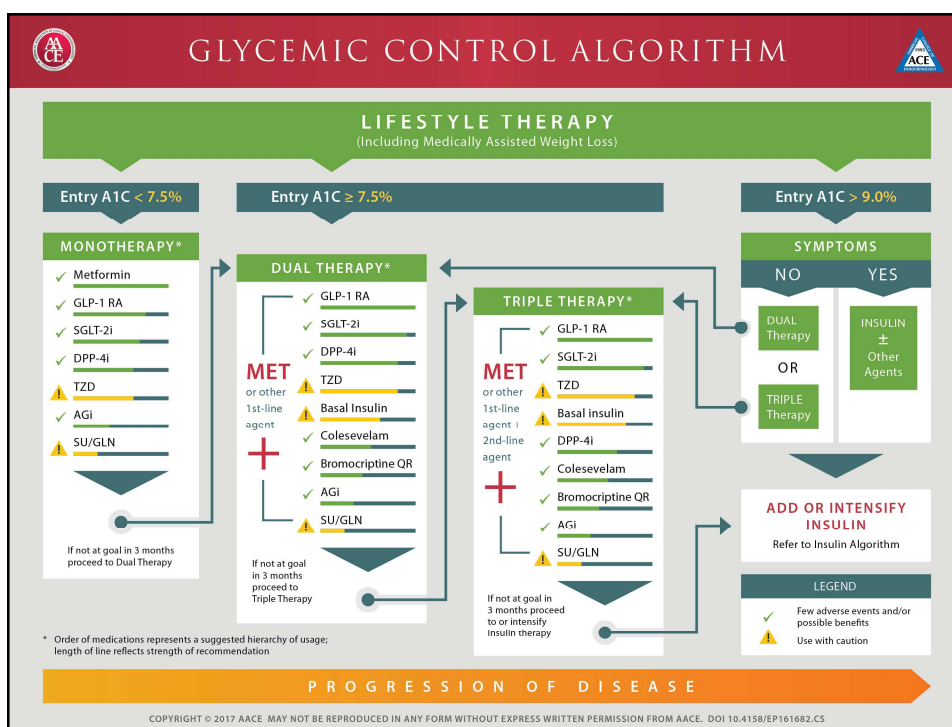 GLYCEMIC CONTROL ALGORITHM
AACE
1993
ACE
LIFESTYLE THERAPY
(Including Medically Assisted Weight Loss)
Entry A1C < 7.5%
Entry A1C ≥ 7.5%
Entry A1C > 9.0%
MONOTHERAPY*
✓ Metformin
✓ GLP-1 RA
✓ SGLT-2i
✓ DPP-4i
! TZD
✓ AGi
! SU/GLN
If not at goal in 3 months
proceed to Dual Therapy
DUAL THERAPY*
MET
or other
1st-line
agent
+
✓ GLP-1 RA
✓ SGLT-2i
✓ DPP-4i
! TZD
! Basal Insulin
✓ Colesevelam
✓ Bromocriptine QR
✓ AGi
! SU/GLN
If not at goal
in 3 months
proceed to
Triple Therapy
TRIPLE THERAPY*
MET
or other
1st-line
agent
2nd-line
agent
+
✓ GLP-1 RA
✓ SGLT-2i
! TZD
! Basal insulin
✓ DPP-4i
✓ Colesevelam
✓ Bromocriptine QR
✓ AGi
! SU/GLN
If not at goal in
3 months proceed
to or intensify
insulin therapy
SYMPTOMS
NO
YES
DUAL
Therapy
OR
TRIPLE
Therapy
INSULIN
±
Other
Agents
ADD OR INTENSIFY
INSULIN
Refer to Insulin Algorithm
LEGEND
✓ Few adverse events and/or
possible benefits
! Use with caution
* Order of medications represents a suggested hierarchy of usage;
length of line reflects strength of recommendation
PROGRESSION OF DISEASE
COPYRIGHT © 2017 AACE MAY NOT BE REPRODUCED IN ANY FORM WITHOUT EXPRESS WRITTEN PERMISSION FROM AACE. DOI 10.4158/EP161682.CS